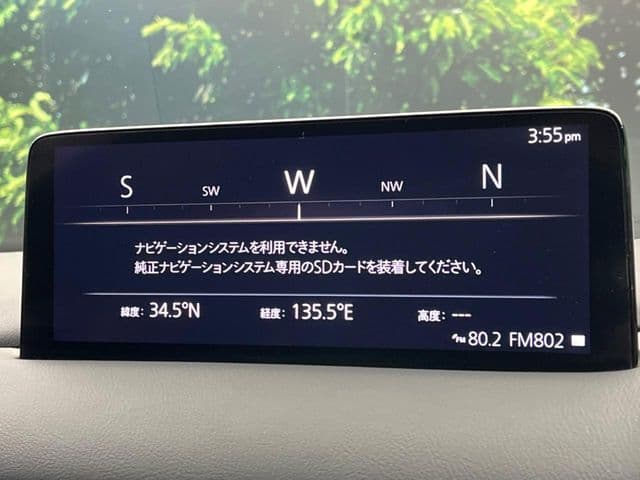 3:55pm
S SW W NW N
ナビゲーションシステムを利用できません。
純正ナビゲーションシステム専用のSDカードを装着してください。
緯度: 34.5°N 経度: 135.5°E 高度: ---
FM 80.2 FM802